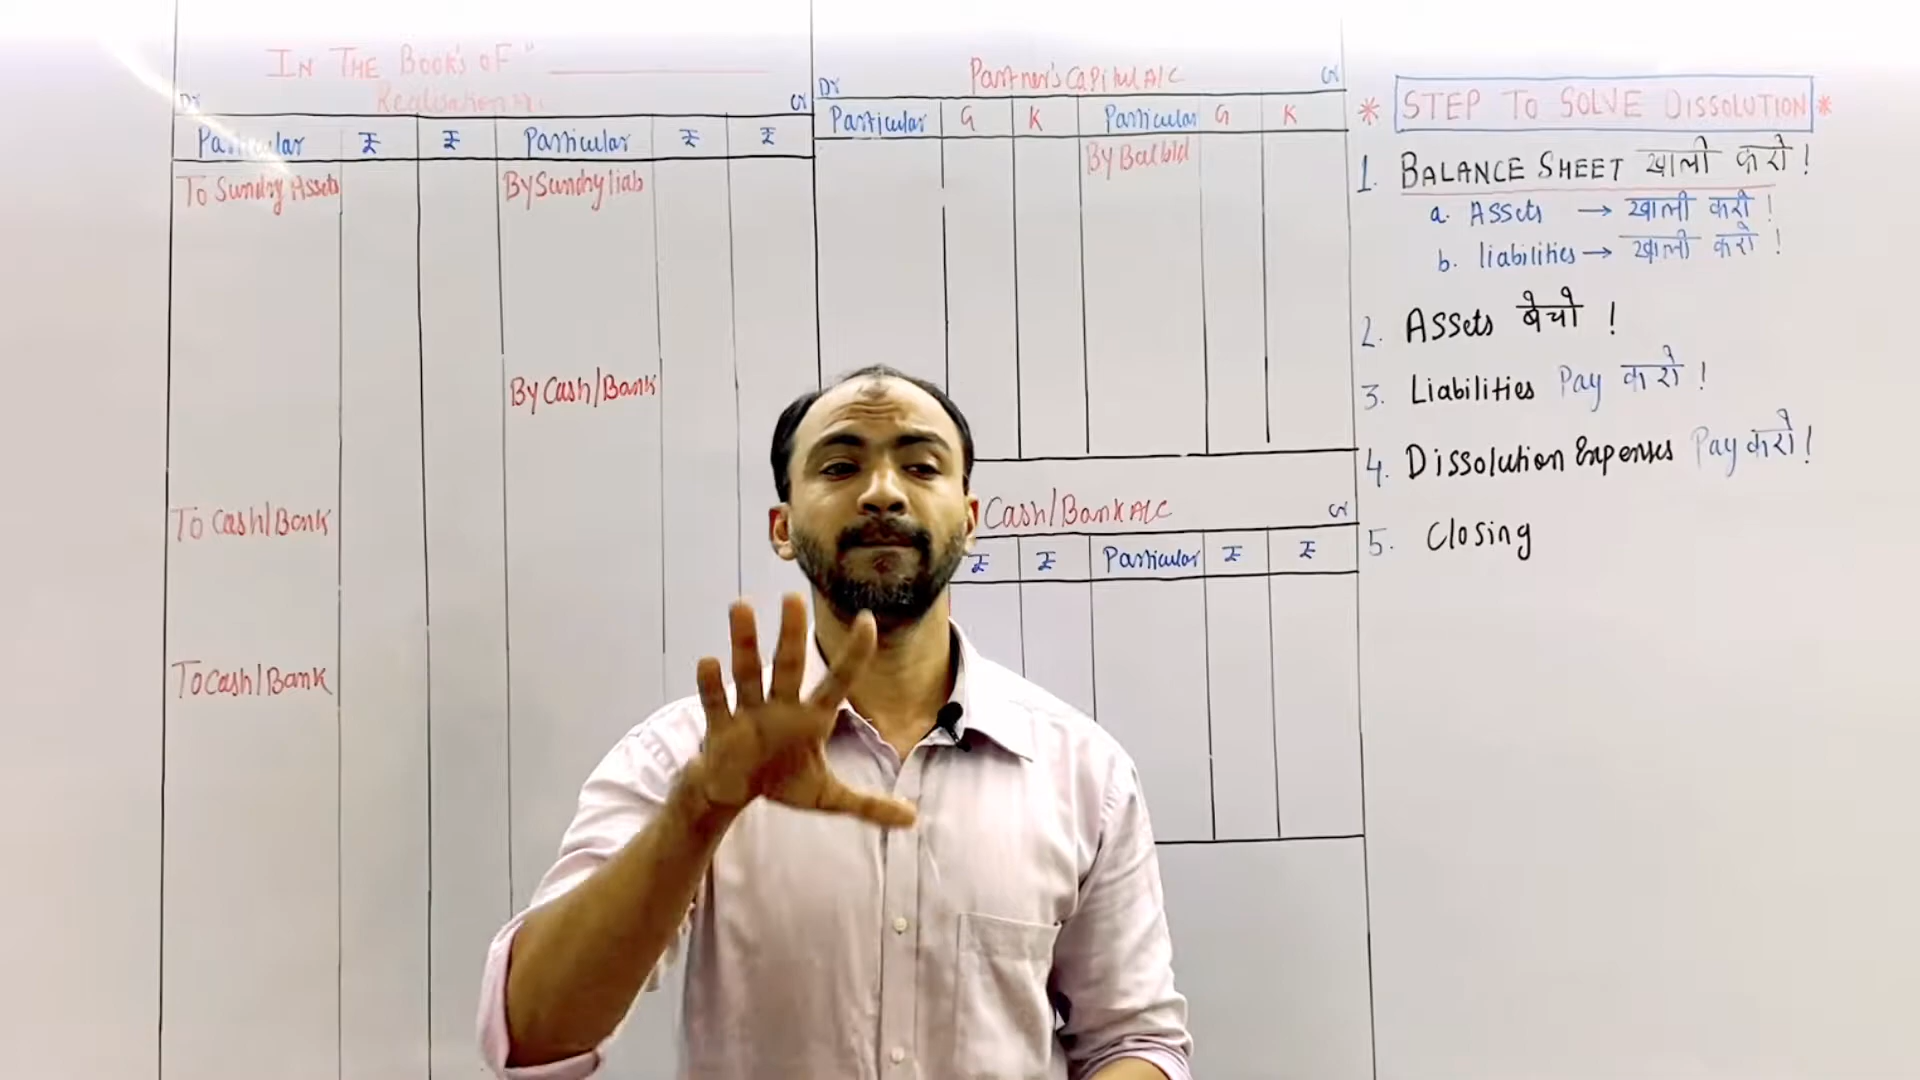 IN THE BOOK'S OF "
Realisation A/c
Dr Cr
Particular ₹ ₹ Particular ₹ ₹
To Sundry Assets By Sundry liab
By Cash/Bank
To Cash/Bank
To Cash/Bank
Partner's Capital A/C
Dr Cr
Particular G K Particular G K
By Bal b/d
Cash/Bank A/C
Cr
₹ ₹ Particular ₹ ₹
* STEP TO SOLVE DISSOLUTION *
1. BALANCE SHEET खाली करो !
a. Assets → खाली करो !
b. liabilities → खाली करो !
2. Assets बेचो !
3. Liabilities Pay करो !
4. Dissolution Expenses Pay करो !
5. Closing